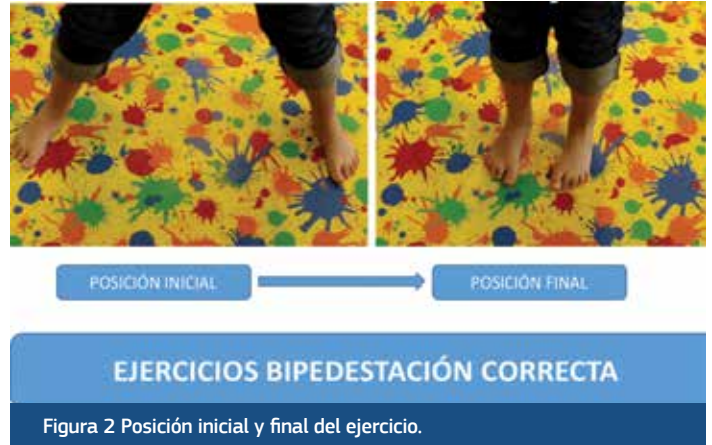 POSICIÓN INICIAL
POSICIÓN FINAL
EJERCICIOS BIPEDESTACIÓN CORRECTA
Figura 2 Posición inicial y final del ejercicio.